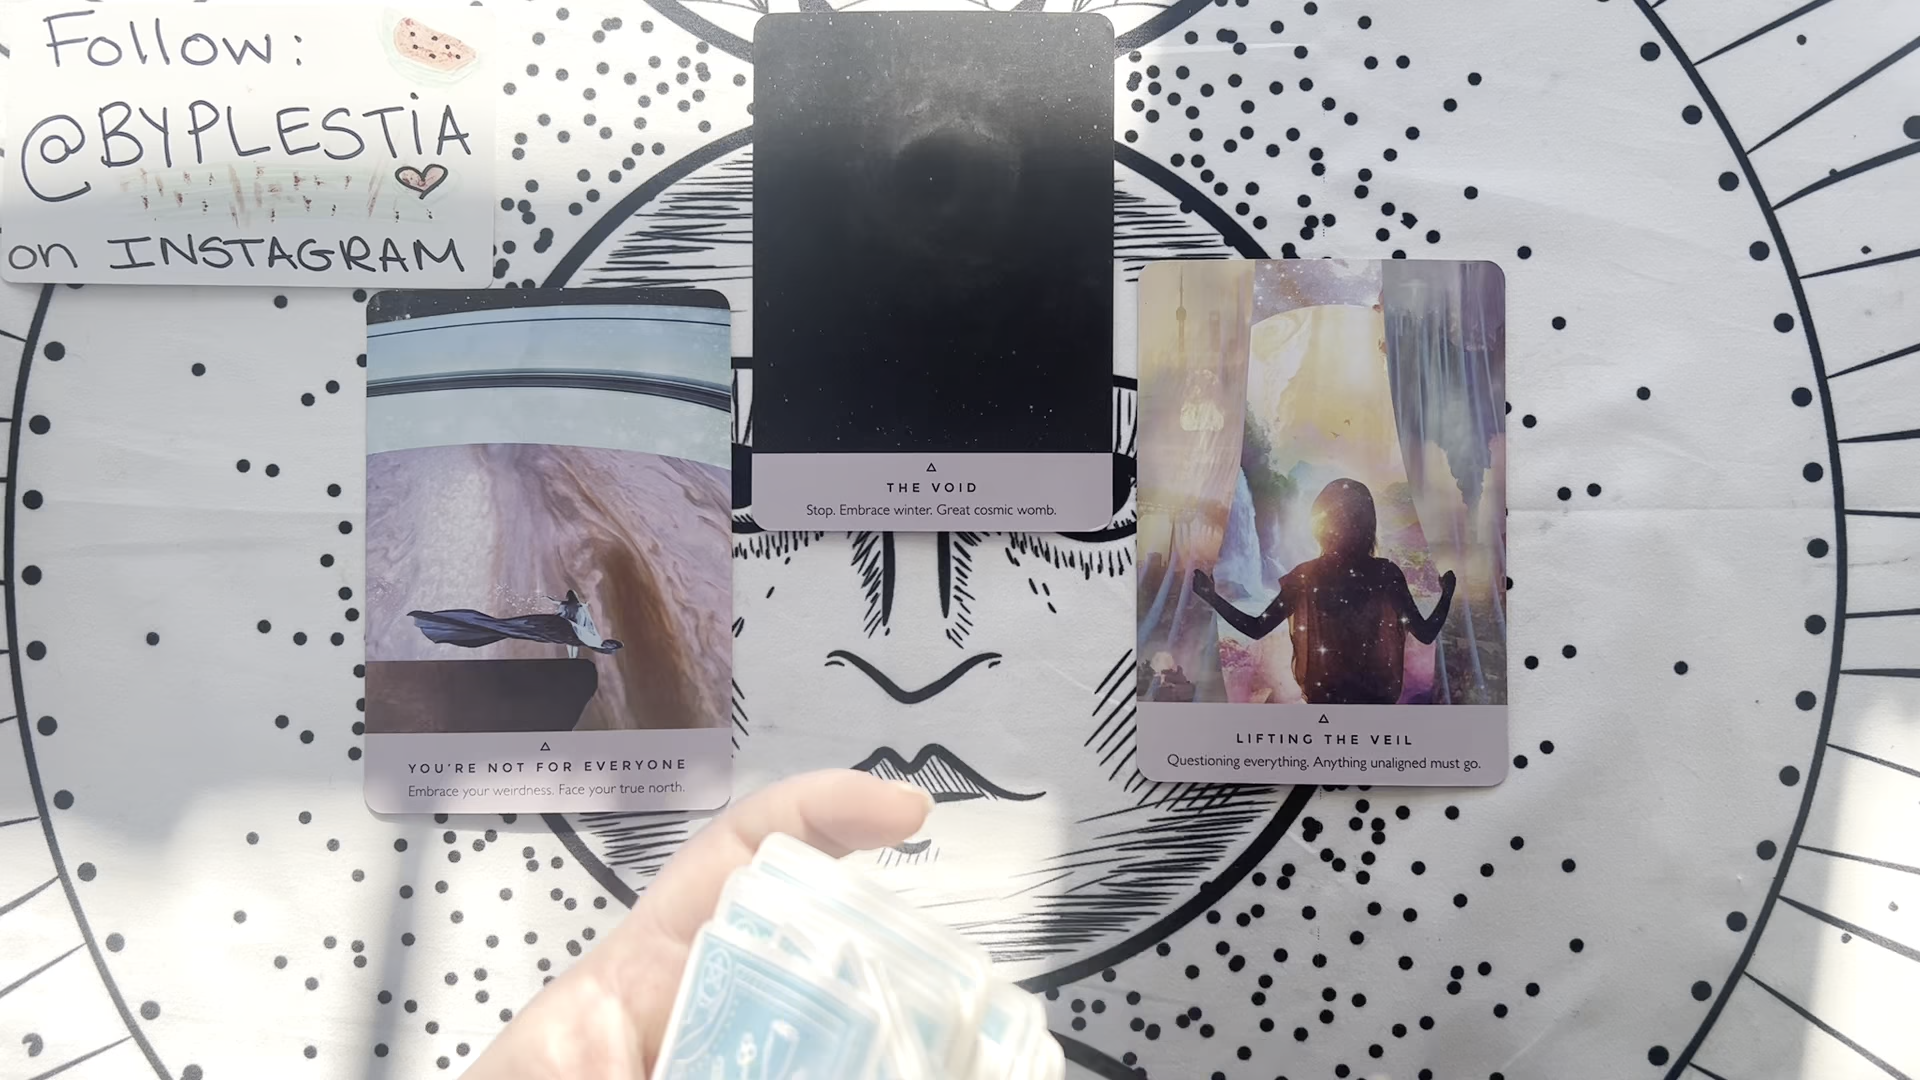 Follow:
@BYPLESTiA
on INSTAGRAM
THE VOID
Stop. Embrace winter. Great cosmic womb.
YOU'RE NOT FOR EVERYONE
Embrace your weirdness. Face your true north.
LIFTING THE VEIL
Questioning everything. Anything unaligned must go.